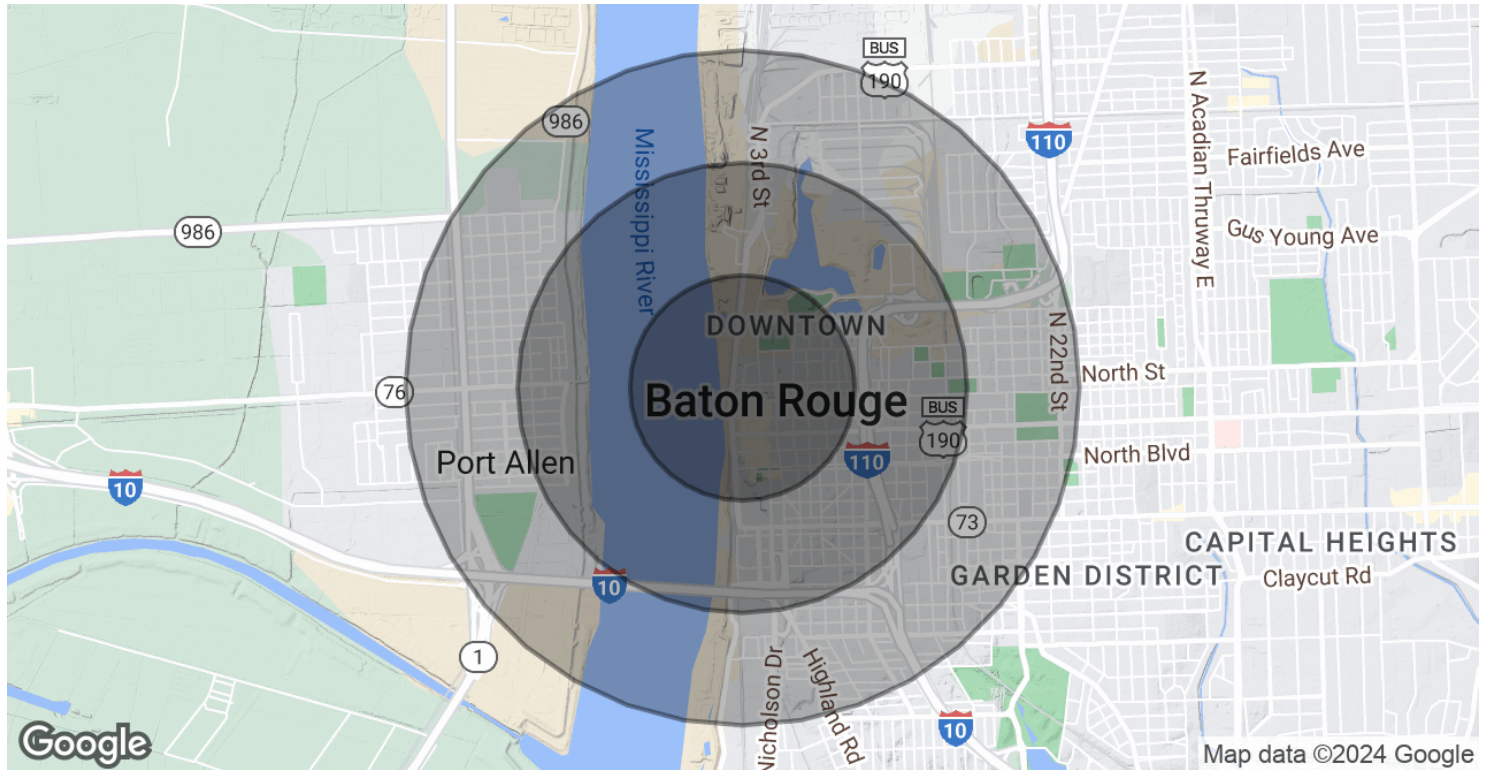 BUS
190
986
Mississippi River
N 3rd St
110
N Acadian Thruway E
Fairfields Ave
986
Gus Young Ave
DOWNTOWN
N 22nd St
North St
76
Baton Rouge
BUS
190
110
North Blvd
Port Allen
10
73
CAPITAL HEIGHTS
GARDEN DISTRICT
Claycut Rd
10
1
Nicholson Dr
Highland Rd
10
Google
Map data ©2024 Google